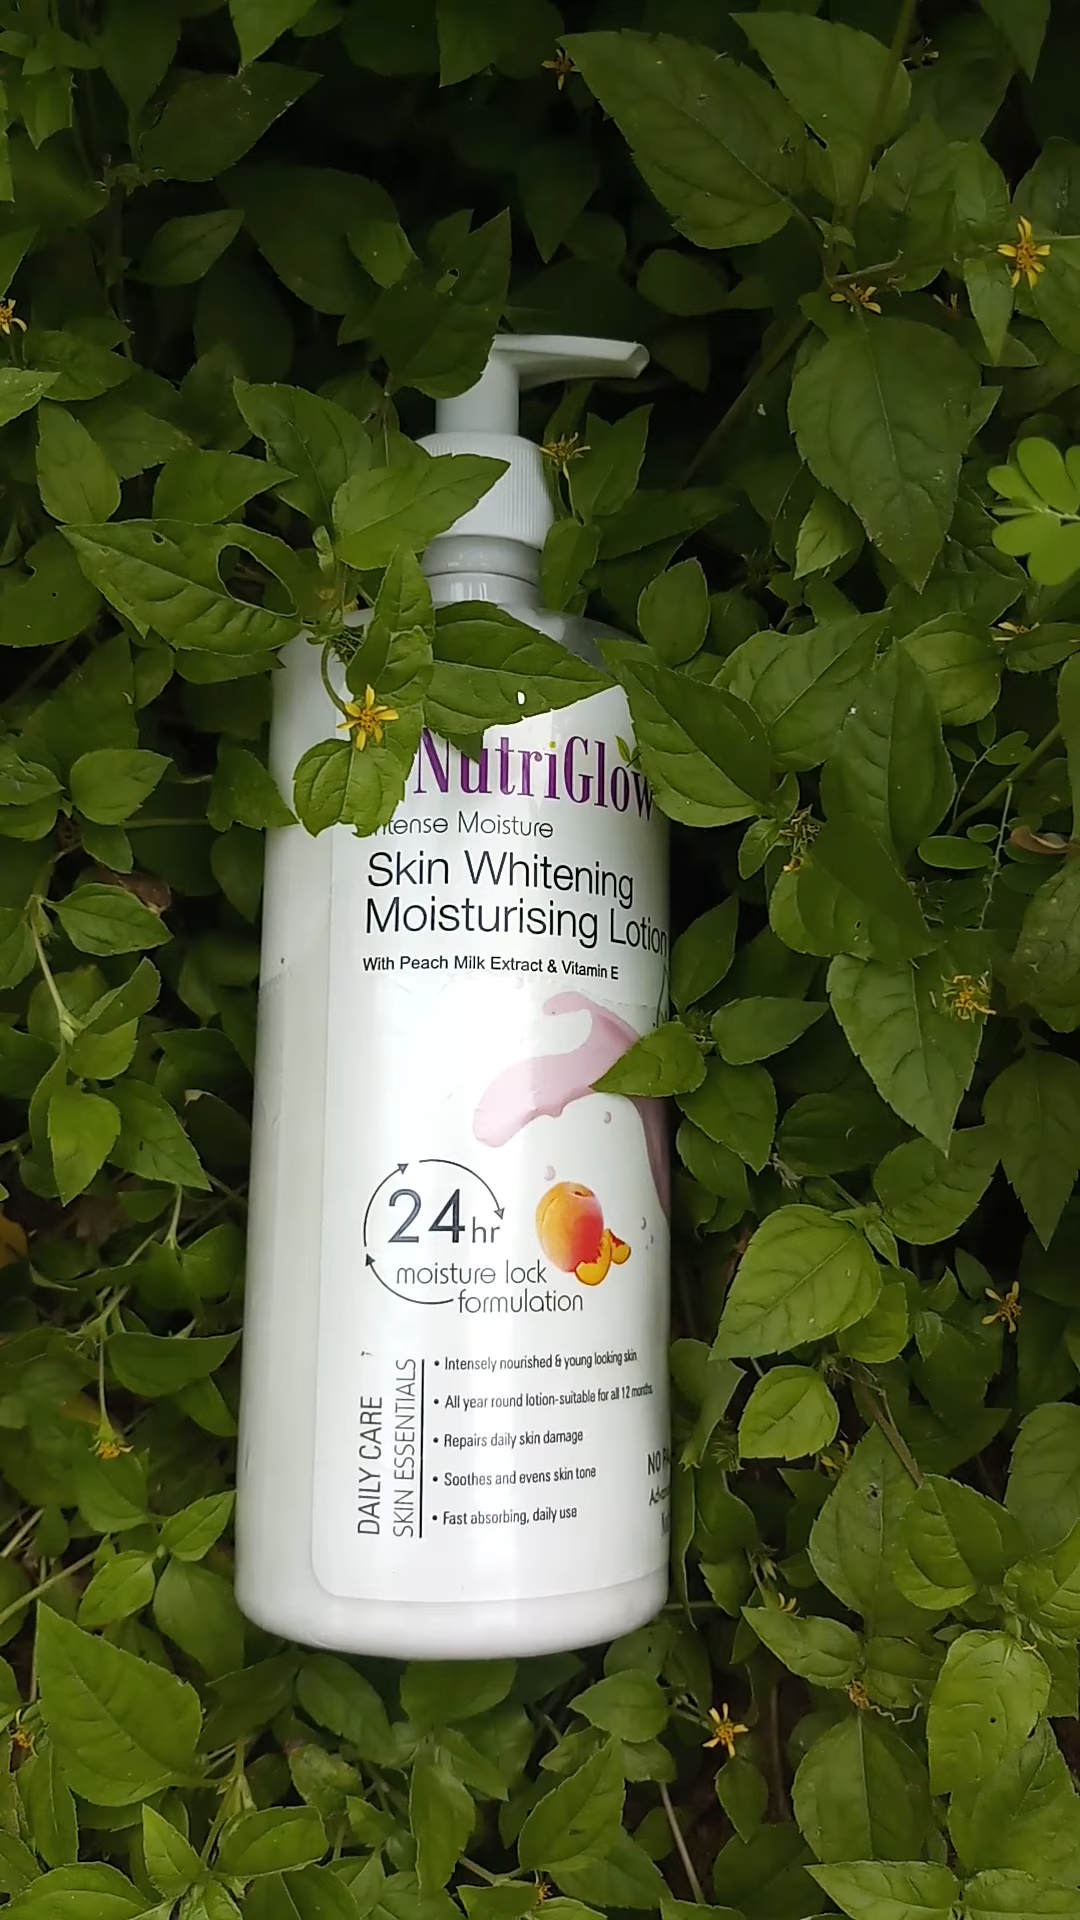 NutriGlow
Intense Moisture
Skin Whitening
Moisturising Lotion
With Peach Milk Extract & Vitamin E
24hr
moisture lock
formulation
DAILY CARE
SKIN ESSENTIALS
• Intensely nourished & young looking skin
• All year round lotion-suitable for all 12 months
• Repairs daily skin damage
• Soothes and evens skin tone
• Fast absorbing, daily use
NO